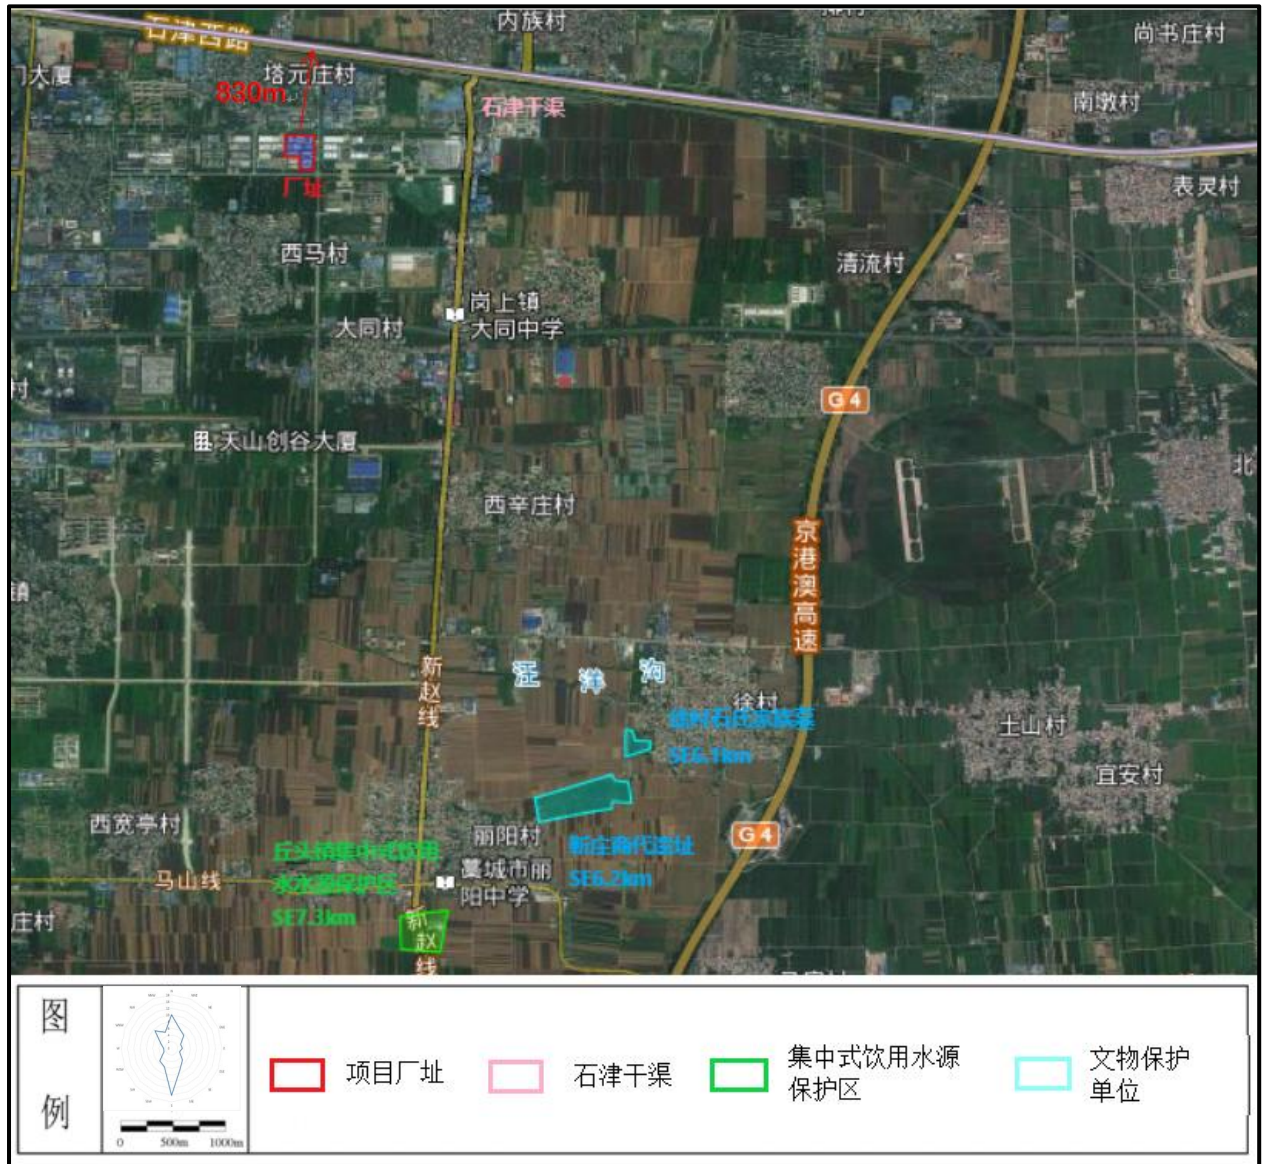 石津西路
内族村
尚书庄村
门大厦
塔元庄村
830m
石津干渠
南墩村
厂址
表灵村
西马村
清流村
岗上镇
大同中学
大同村
村
G4
天山创谷大厦
北
西辛庄村
京港澳高速
镇
新赵线
汪洋沟
徐村
土山村
SE6.1km
宜安村
西宽亭村
丽阳村
G4
新庄商代遗址
SE6.2km
丘头镇集中式饮用
水水源保护区
SE7.3km
藁城市丽
阳中学
马山线
庄村
新赵线
图例
0 500m 1000m
项目厂址
石津干渠
集中式饮用水源
保护区
文物保护
单位